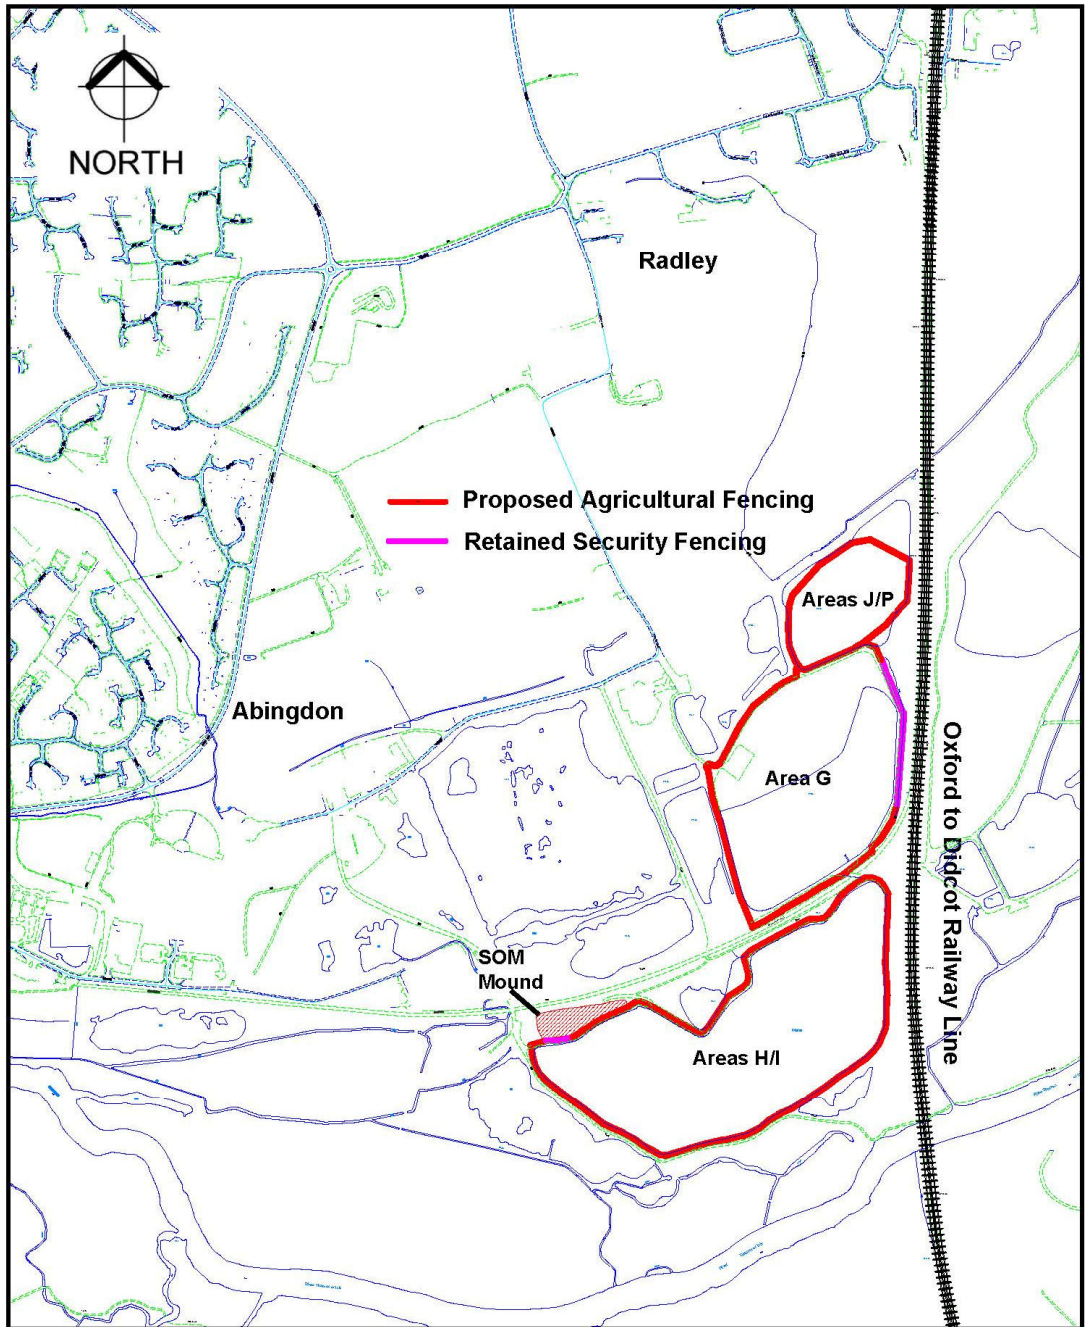 NORTH
Radley
Proposed Agricultural Fencing
Retained Security Fencing
Areas J/P
Abingdon
Area G
Oxford to Didcot Railway Line
SOM
Mound
Areas H/I